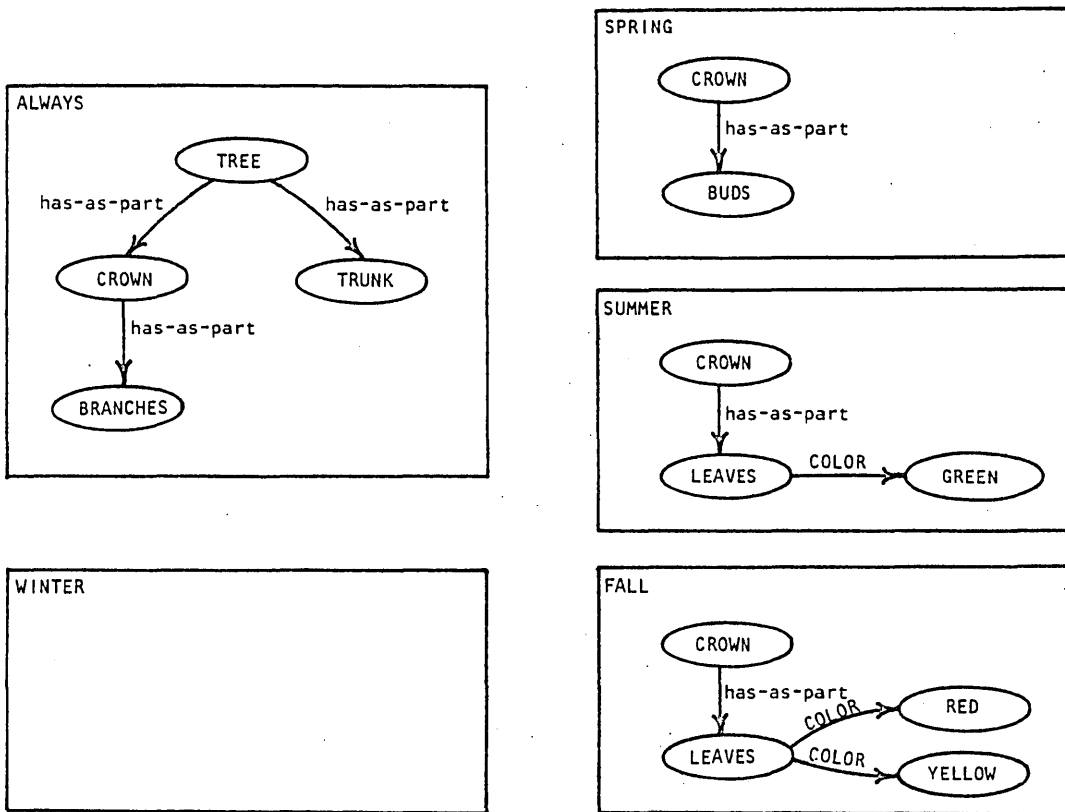 ALWAYS
TREE
has-as-part has-as-part
CROWN TRUNK
has-as-part
BRANCHES
WINTER
SPRING
CROWN
has-as-part
BUDS
SUMMER
CROWN
has-as-part
LEAVES COLOR GREEN
FALL
CROWN
has-as-part
COLOR RED
LEAVES COLOR YELLOW